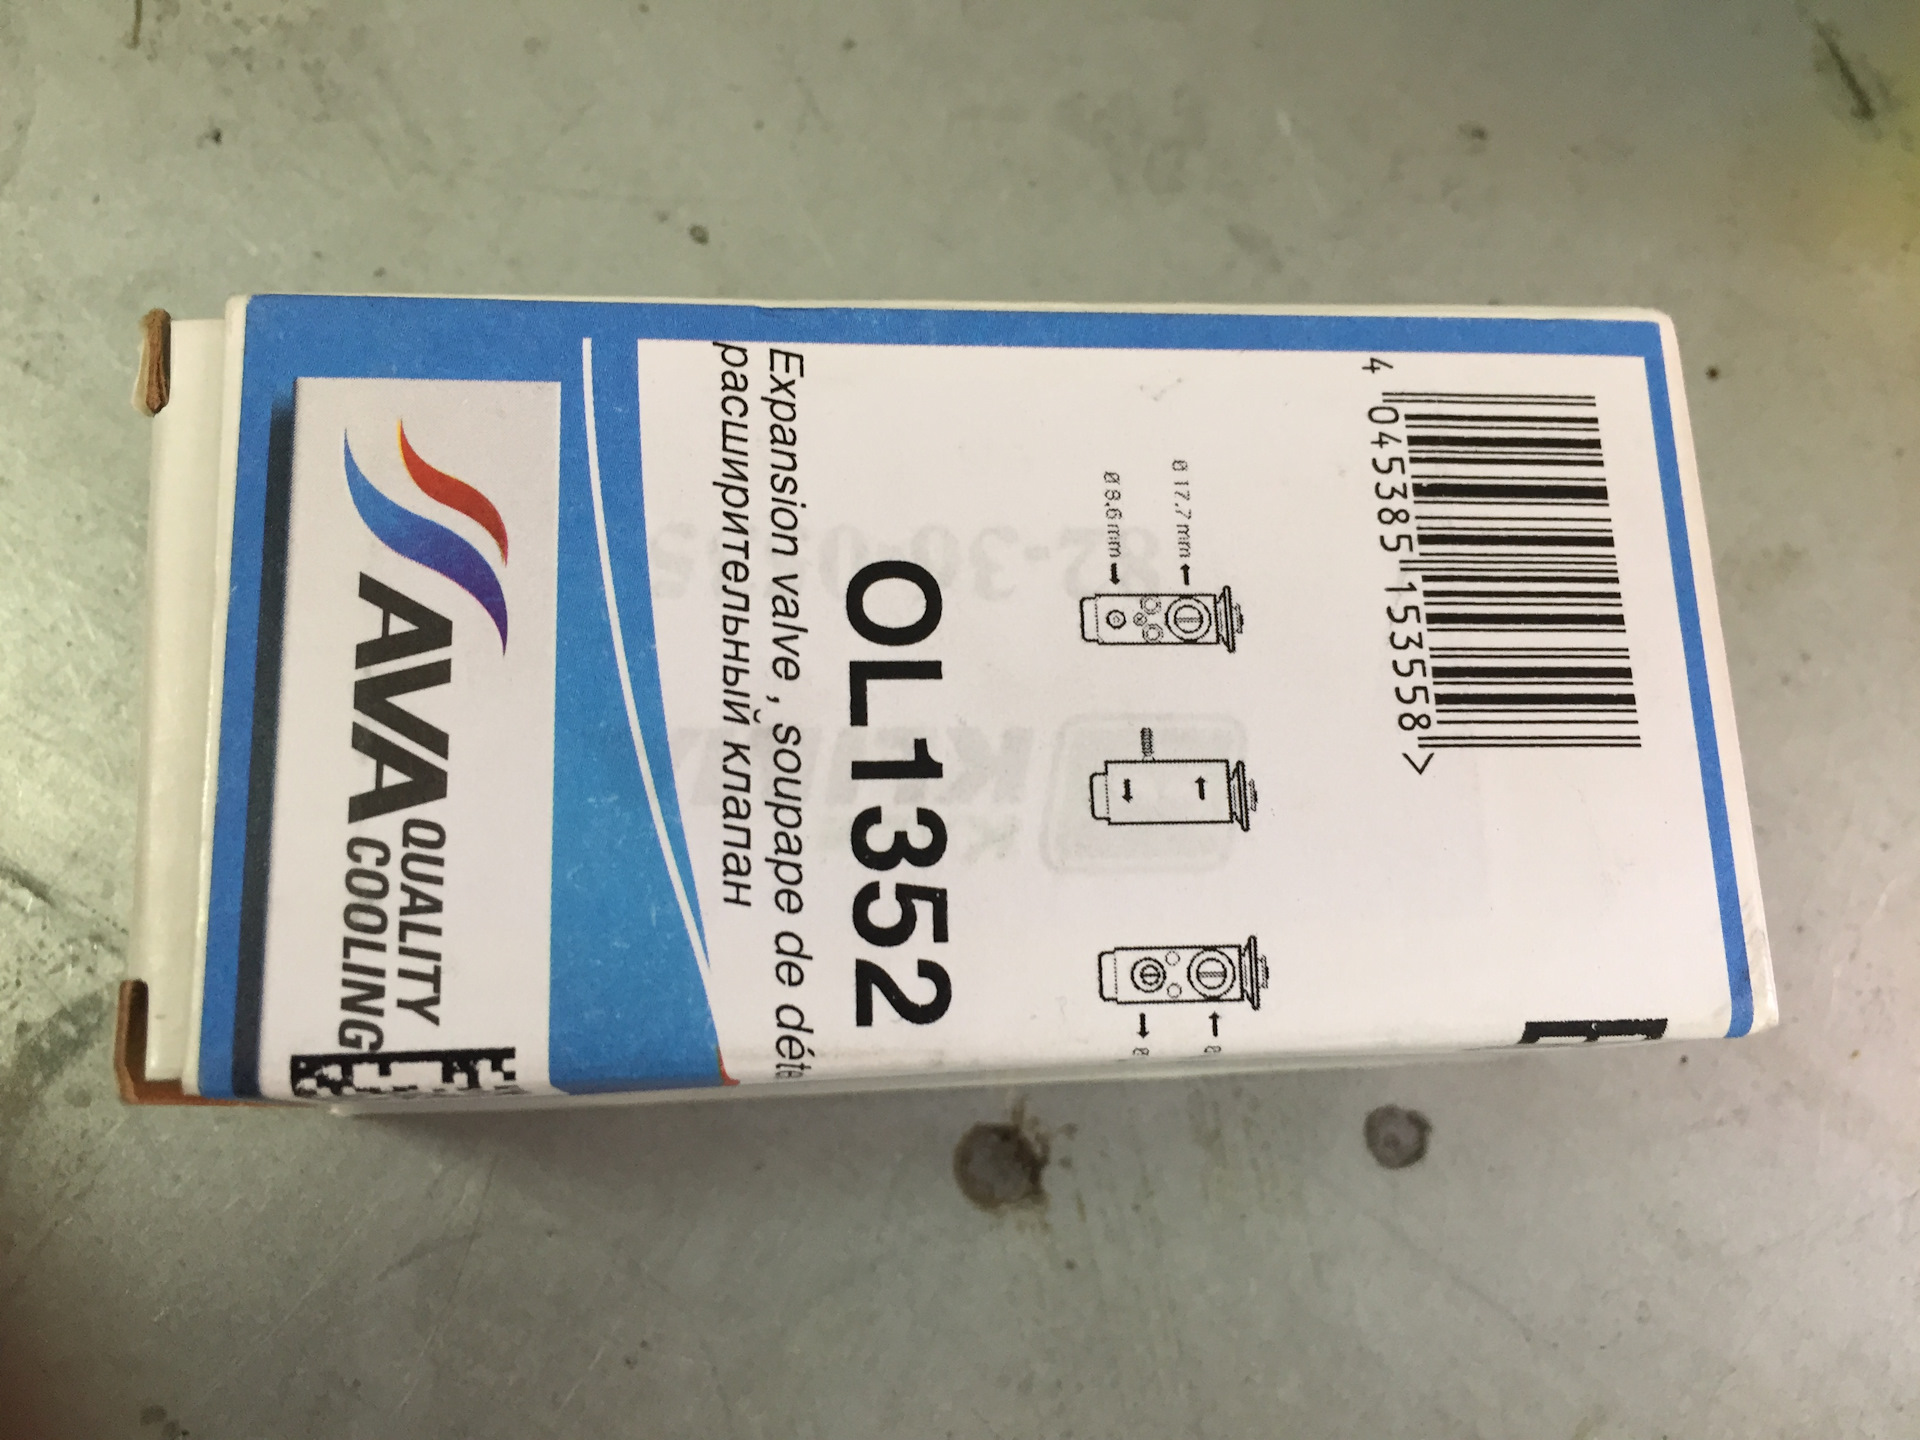 AVA
QUALITY
COOLING
расширительный клапан
Expansion valve , soupape de déte
OL1352
Ø 8,6 mm
Ø 17,7 mm
4 045385 153558 >